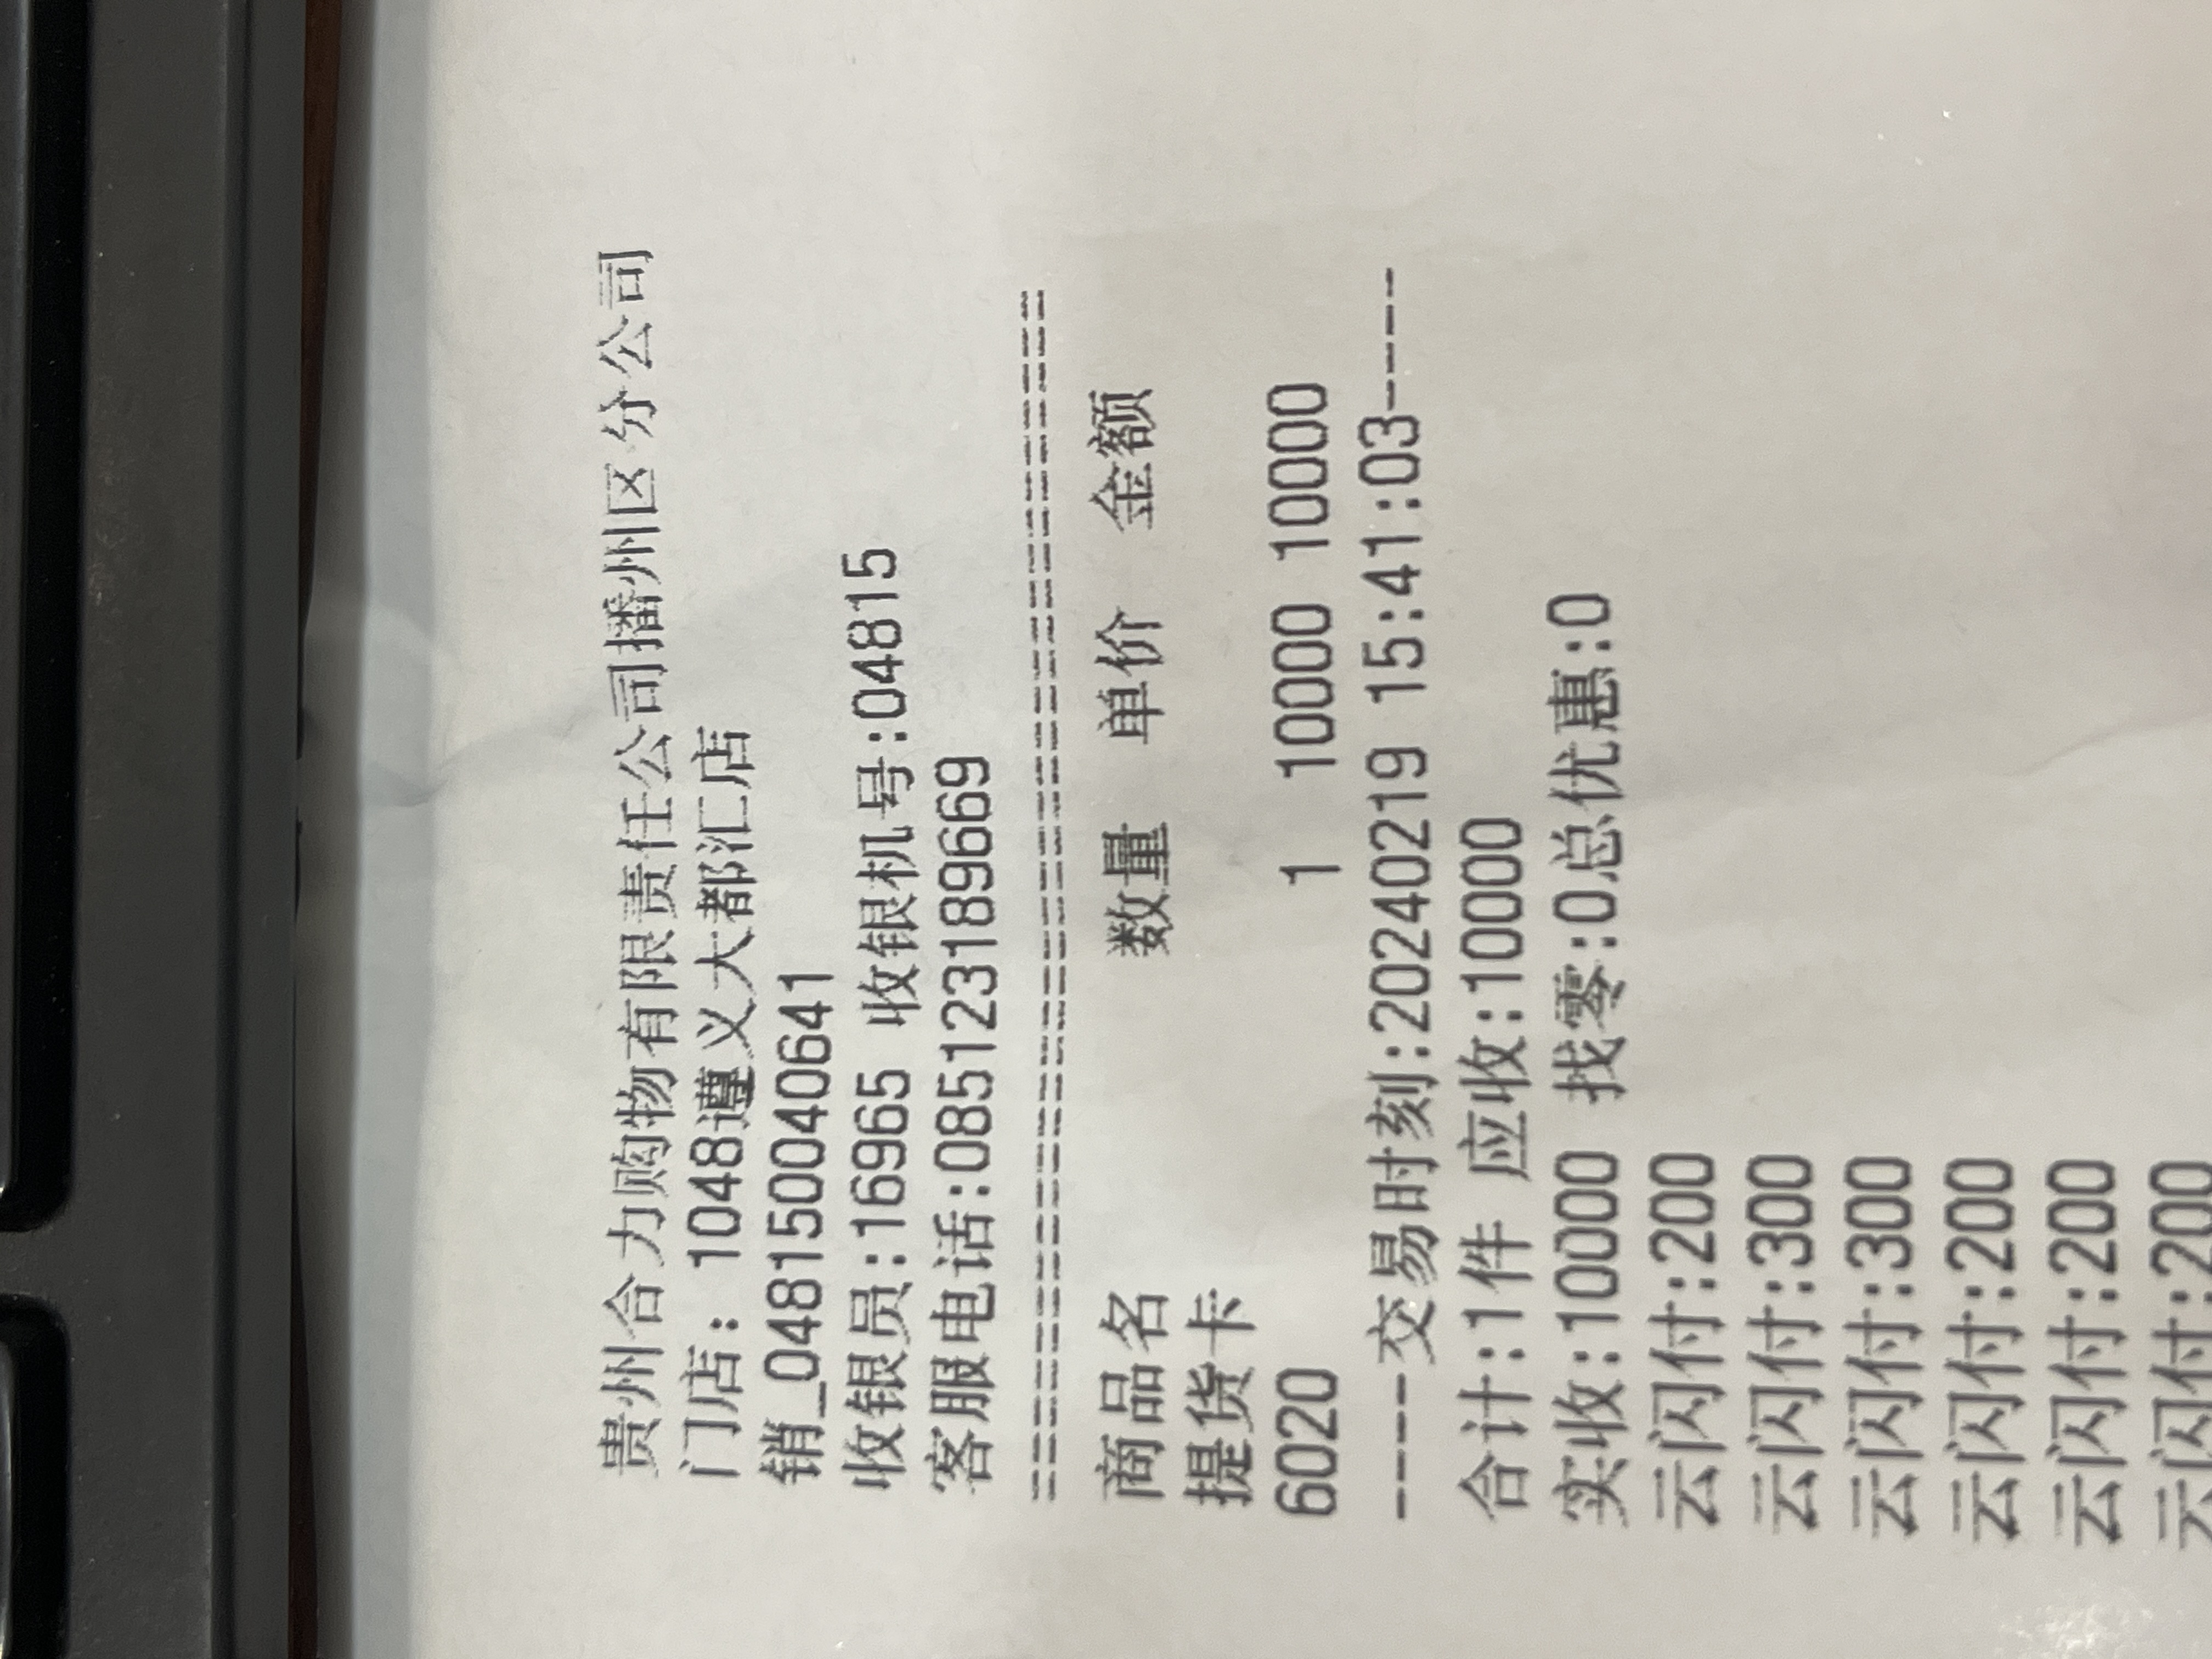 贵州合力购物有限责任公司播州区分公司
门店：1048遵义大都汇店
销_048150040641
收银员:16965 收银机号:04815
客服电话:085123189669
================================
商品名 数量 单价 金额
提货卡
6020 1 10000 10000
-----交易时刻:20240219 15:41:03-----
合计:1件 应收:10000
实收:10000 找零:0总优惠:0
云闪付:200
云闪付:300
云闪付:300
云闪付:200
云闪付:200
云闪付:200